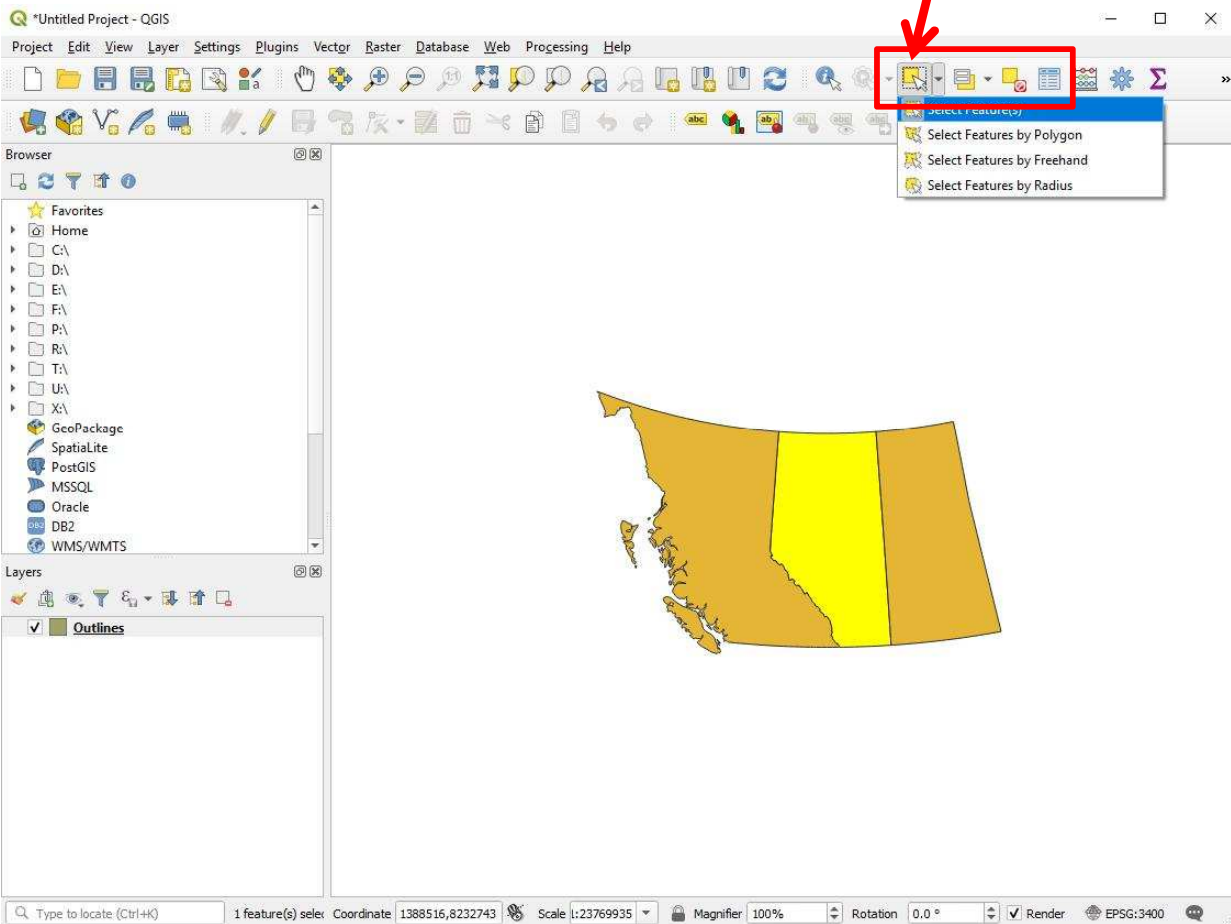 *Untitled Project - QGIS
Project Edit View Layer Settings Plugins Vector Raster Database Web Processing Help
Select Feature(s)
Select Features by Polygon
Select Features by Freehand
Select Features by Radius
Browser
Favorites
Home
C:\
D:\
E:\
F:\
P:\
R:\
T:\
U:\
X:\
GeoPackage
SpatiaLite
PostGIS
MSSQL
Oracle
DB2
WMS/WMTS
Layers
Outlines
Type to locate (Ctrl+K) 1 feature(s) selec Coordinate 1388516,8232743 Scale 1:23769935 Magnifier 100% Rotation 0.0 ° Render EPSG:3400